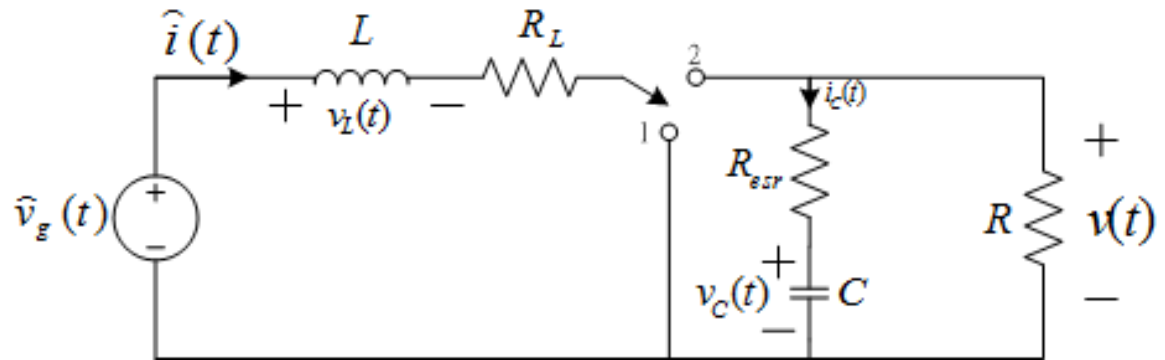 î(t)
L
R_L
2
+ v_L(t) −
1
i_C(t)
R_esr
+
−
v̂_g(t)
+
v_C(t)
−
C
R
+
v(t)
−